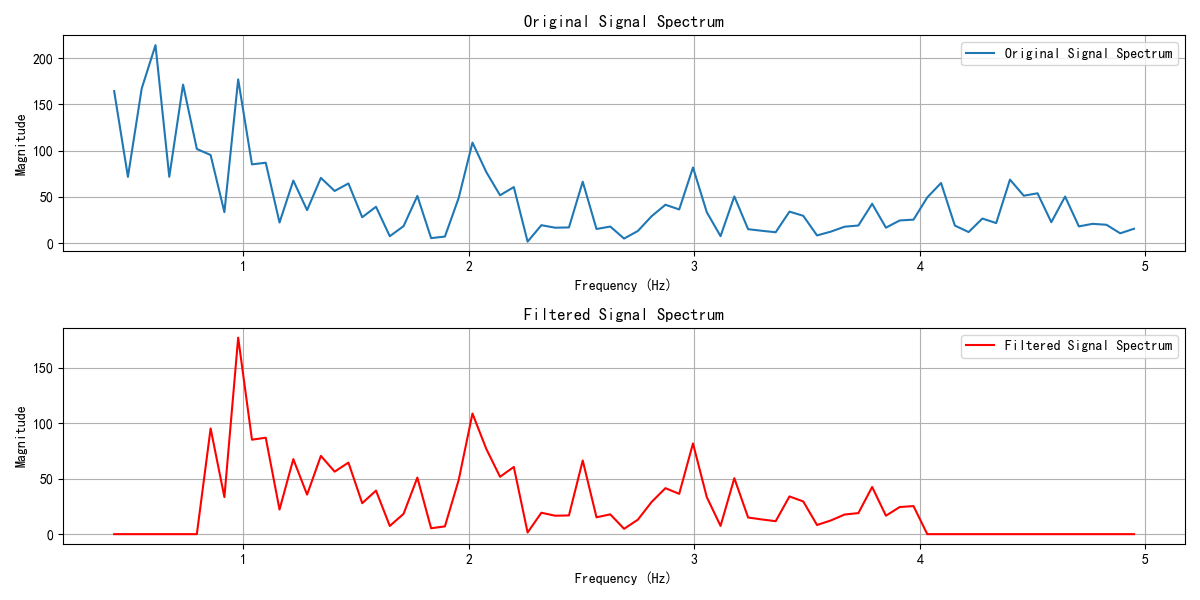 Original Signal Spectrum
Original Signal Spectrum
200
150
100
50
0
Magnitude
1 2 3 4 5
Frequency (Hz)
Filtered Signal Spectrum
Filtered Signal Spectrum
150
100
50
0
Magnitude
1 2 3 4 5
Frequency (Hz)